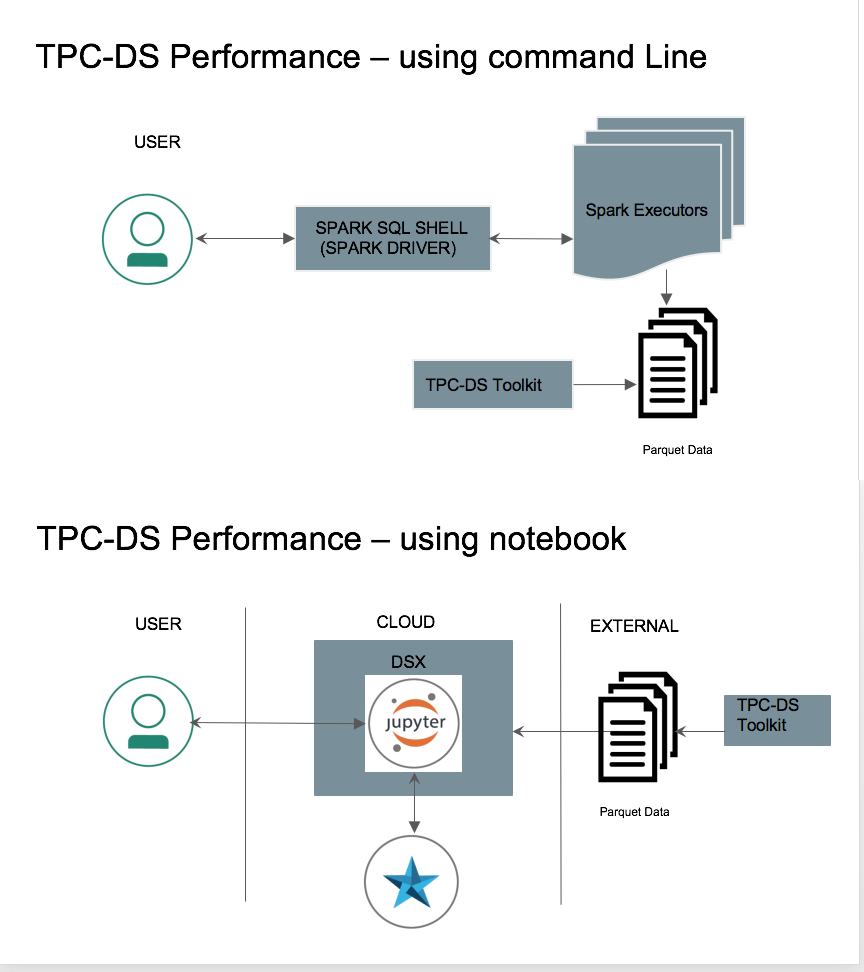 TPC-DS Performance – using command Line
USER
SPARK SQL SHELL
(SPARK DRIVER)
Spark Executors
TPC-DS Toolkit
Parquet Data
TPC-DS Performance – using notebook
USER
CLOUD
EXTERNAL
DSX
jupyter
TPC-DS
Toolkit
Parquet Data